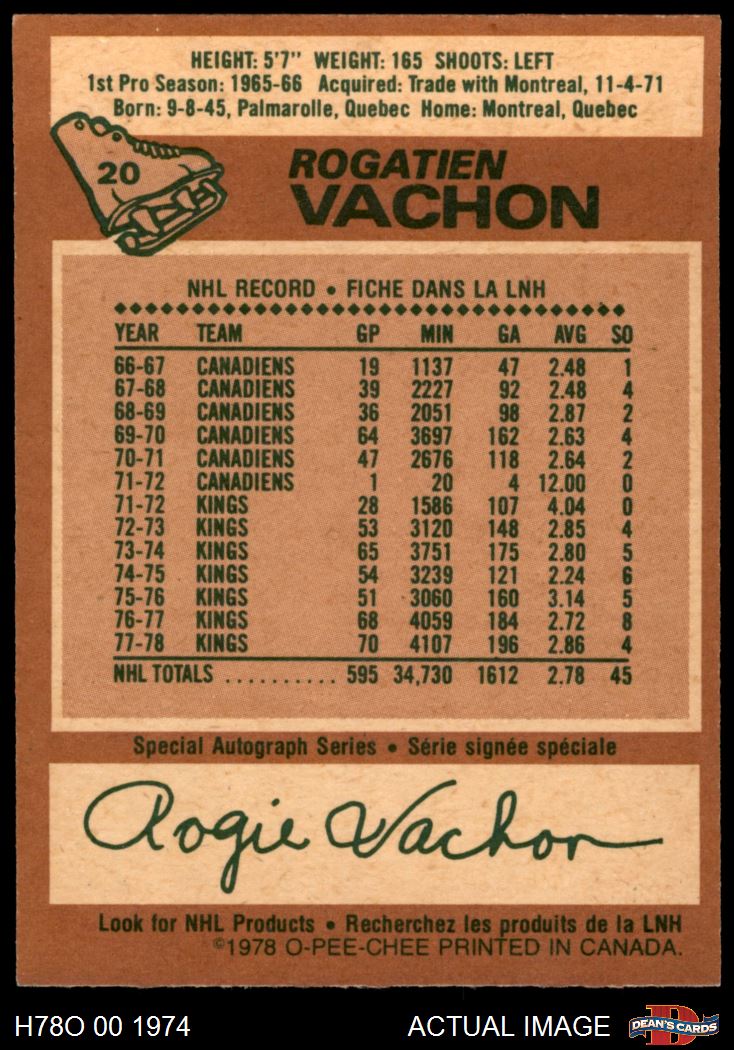 HEIGHT: 5'7" WEIGHT: 165 SHOOTS: LEFT
1st Pro Season: 1965-66 Acquired: Trade with Montreal, 11-4-71
Born: 9-8-45, Palmarolle, Quebec Home: Montreal, Quebec
20
ROGATIEN
VACHON
NHL RECORD • FICHE DANS LA LNH
YEAR TEAM GP MIN GA AVG SO
66-67 CANADIENS 19 1137 47 2.48 1
67-68 CANADIENS 39 2227 92 2.48 4
68-69 CANADIENS 36 2051 98 2.87 2
69-70 CANADIENS 64 3697 162 2.63 4
70-71 CANADIENS 47 2676 118 2.64 2
71-72 CANADIENS 1 20 4 12.00 0
71-72 KINGS 28 1586 107 4.04 0
72-73 KINGS 53 3120 148 2.85 4
73-74 KINGS 65 3751 175 2.80 5
74-75 KINGS 54 3239 121 2.24 6
75-76 KINGS 51 3060 160 3.14 5
76-77 KINGS 68 4059 184 2.72 8
77-78 KINGS 70 4107 196 2.86 4
NHL TOTALS .......... 595 34,730 1612 2.78 45
Special Autograph Series • Série signée spéciale
Rogie Vachon
Look for NHL Products • Recherchez les produits de la LNH
©1978 O-PEE-CHEE PRINTED IN CANADA.
H78O 00 1974 ACTUAL IMAGE DEAN'S CARDS